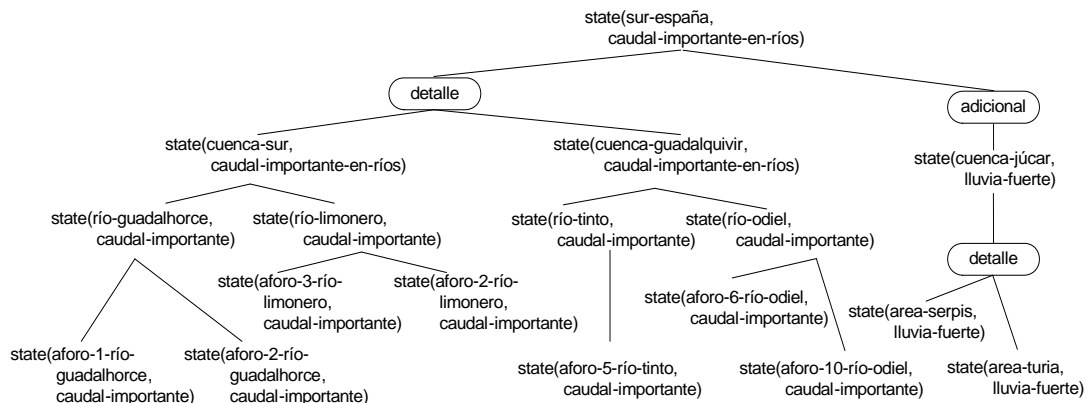 state(sur-españa,
caudal-importante-en-ríos)
detalle
adicional
state(cuenca-sur,
caudal-importante-en-ríos)
state(cuenca-guadalquivir,
caudal-importante-en-ríos)
state(cuenca-júcar,
lluvia-fuerte)
state(río-guadalhorce,
caudal-importante)
state(río-limonero,
caudal-importante)
state(río-tinto,
caudal-importante)
state(río-odiel,
caudal-importante)
detalle
state(aforo-3-río-
limonero,
caudal-importante)
state(aforo-2-río-
limonero,
caudal-importante)
state(aforo-6-río-odiel,
caudal-importante)
state(area-serpis,
lluvia-fuerte)
state(aforo-1-río-
guadalhorce,
caudal-importante)
state(aforo-2-río-
guadalhorce,
caudal-importante)
state(aforo-5-río-tinto,
caudal-importante)
state(aforo-10-río-odiel,
caudal-importante)
state(area-turia,
lluvia-fuerte)